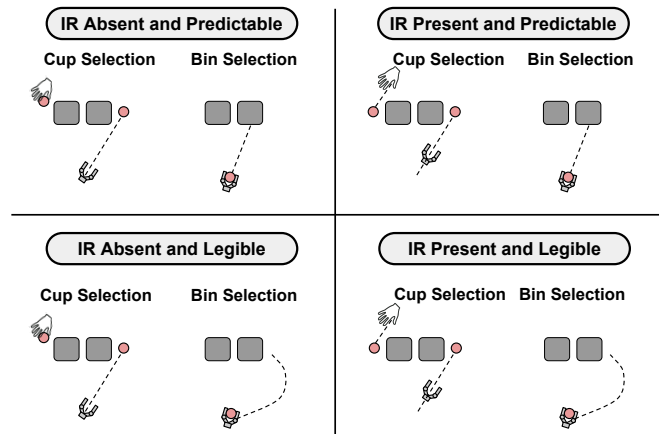 IR Absent and Predictable
Cup Selection Bin Selection
IR Present and Predictable
Cup Selection Bin Selection
IR Absent and Legible
Cup Selection Bin Selection
IR Present and Legible
Cup Selection Bin Selection